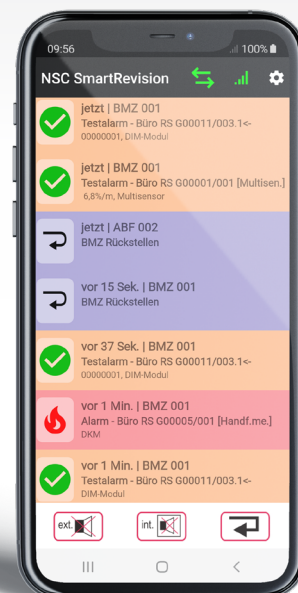 09:56
100%
NSC SmartRevision
jetzt | BMZ 001
Testalarm - Büro RS G00011/003.1<-
00000001, DIM-Modul
jetzt | BMZ 001
Testalarm - Büro RS G00001/001 [Multisen.]
6,8%/m, Multisensor
jetzt | ABF 002
BMZ Rückstellen
vor 15 Sek. | BMZ 001
BMZ Rückstellen
vor 37 Sek. | BMZ 001
Testalarm - Büro RS G00011/003.1<-
00000001, DIM-Modul
vor 1 Min. | BMZ 001
Alarm - Büro RS G00005/001 [Handf.me.]
DKM
vor 1 Min. | BMZ 001
Testalarm - Büro RS G00011/003.1<-
DIM-Modul
ext.
int.